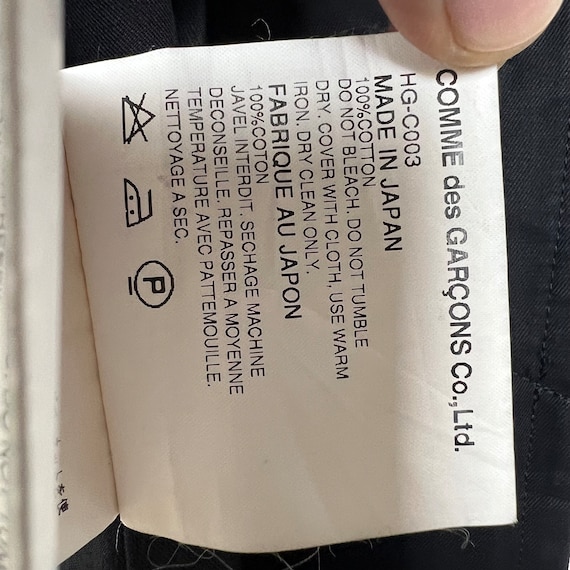 COMME des GARÇONS Co.,Ltd.
HG-C003
MADE IN JAPAN
100%COTTON
DO NOT BLEACH. DO NOT TUMBLE
DRY. COVER WITH CLOTH, USE WARM
IRON. DRY CLEAN ONLY.
FABRIQUE AU JAPON
100%COTON
JAVEL INTERDIT. SECHAGE MACHINE
DECONSEILLE. REPASSER A MOYENNE
TEMPERATURE AVEC PATTEMOUILLE.
NETTOYAGE A SEC.
P